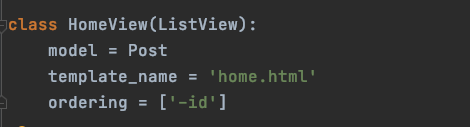 class HomeView(ListView):
    model = Post
    template_name = 'home.html'
    ordering = ['-id']